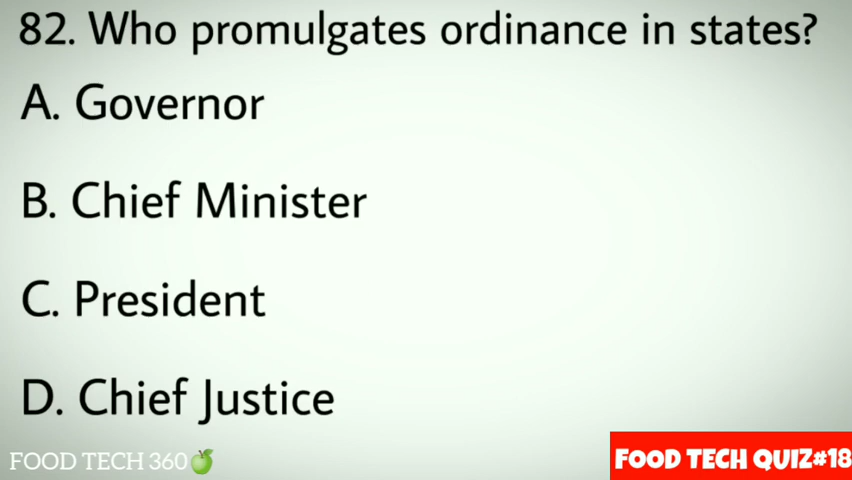 82. Who promulgates ordinance in states?
A. Governor
B. Chief Minister
C. President
D. Chief Justice
FOOD TECH 360
FOOD TECH QUIZ#18